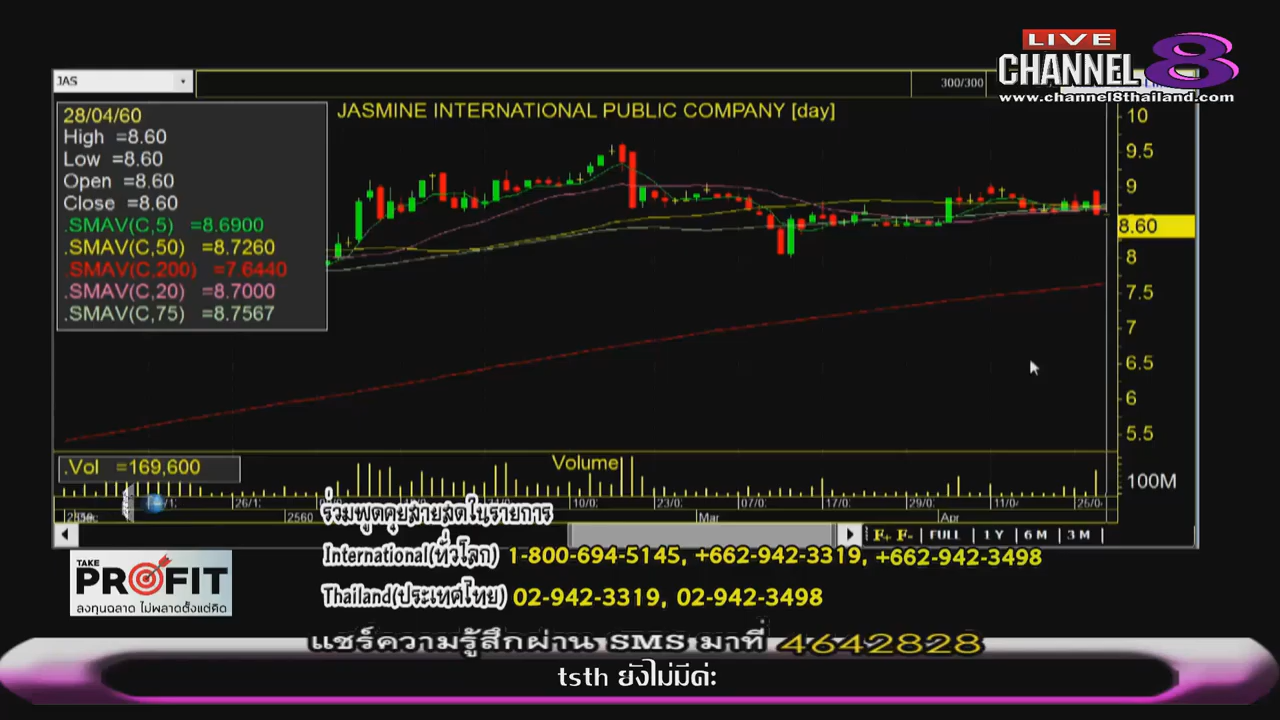 LIVE
CHANNEL 8
www.channel8thailand.com
JAS
300/300
28/04/60
High =8.60
Low =8.60
Open =8.60
Close =8.60
.SMAV(C,5) =8.6900
.SMAV(C,50) =8.7260
.SMAV(C,200) =7.6440
.SMAV(C,20) =8.7000
.SMAV(C,75) =8.7567
JASMINE INTERNATIONAL PUBLIC COMPANY [day]
10
9.5
9
8.60
8
7.5
7
6.5
6
5.5
.Vol =169,600
Volume
100M
26/1: 10/0: 23/0: 07/0: 17/0: 29/0: 11/0 25/0
2560 Mar Apr
F+ F- FULL 1 Y 6 M 3 M
ร่วมพูดคุยสายสดในรายการ
International(ทั่วโลก) 1-800-694-5145, +662-942-3319, +662-942-3498
Thailand(ประเทศไทย) 02-942-3319, 02-942-3498
TAKE
PROFIT
ลงทุนฉลาด ไม่พลาดตั้งแต่คิด
แชร์ความรู้สึกผ่าน SMS มาที่ 4642828
tsth ยังไม่มีค่ะ